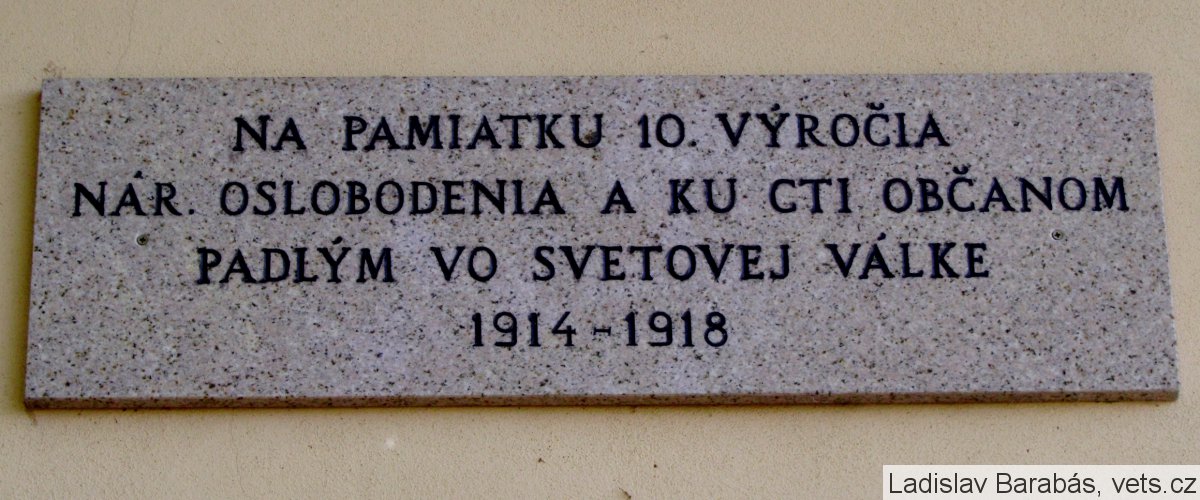 NA PAMIATKU 10. VÝROČIA
NÁR. OSLOBODENIA A KU CTI OBČANOM
PADLÝM VO SVETOVEJ VÁLKE
1914-1918
Ladislav Barabás, vets.cz